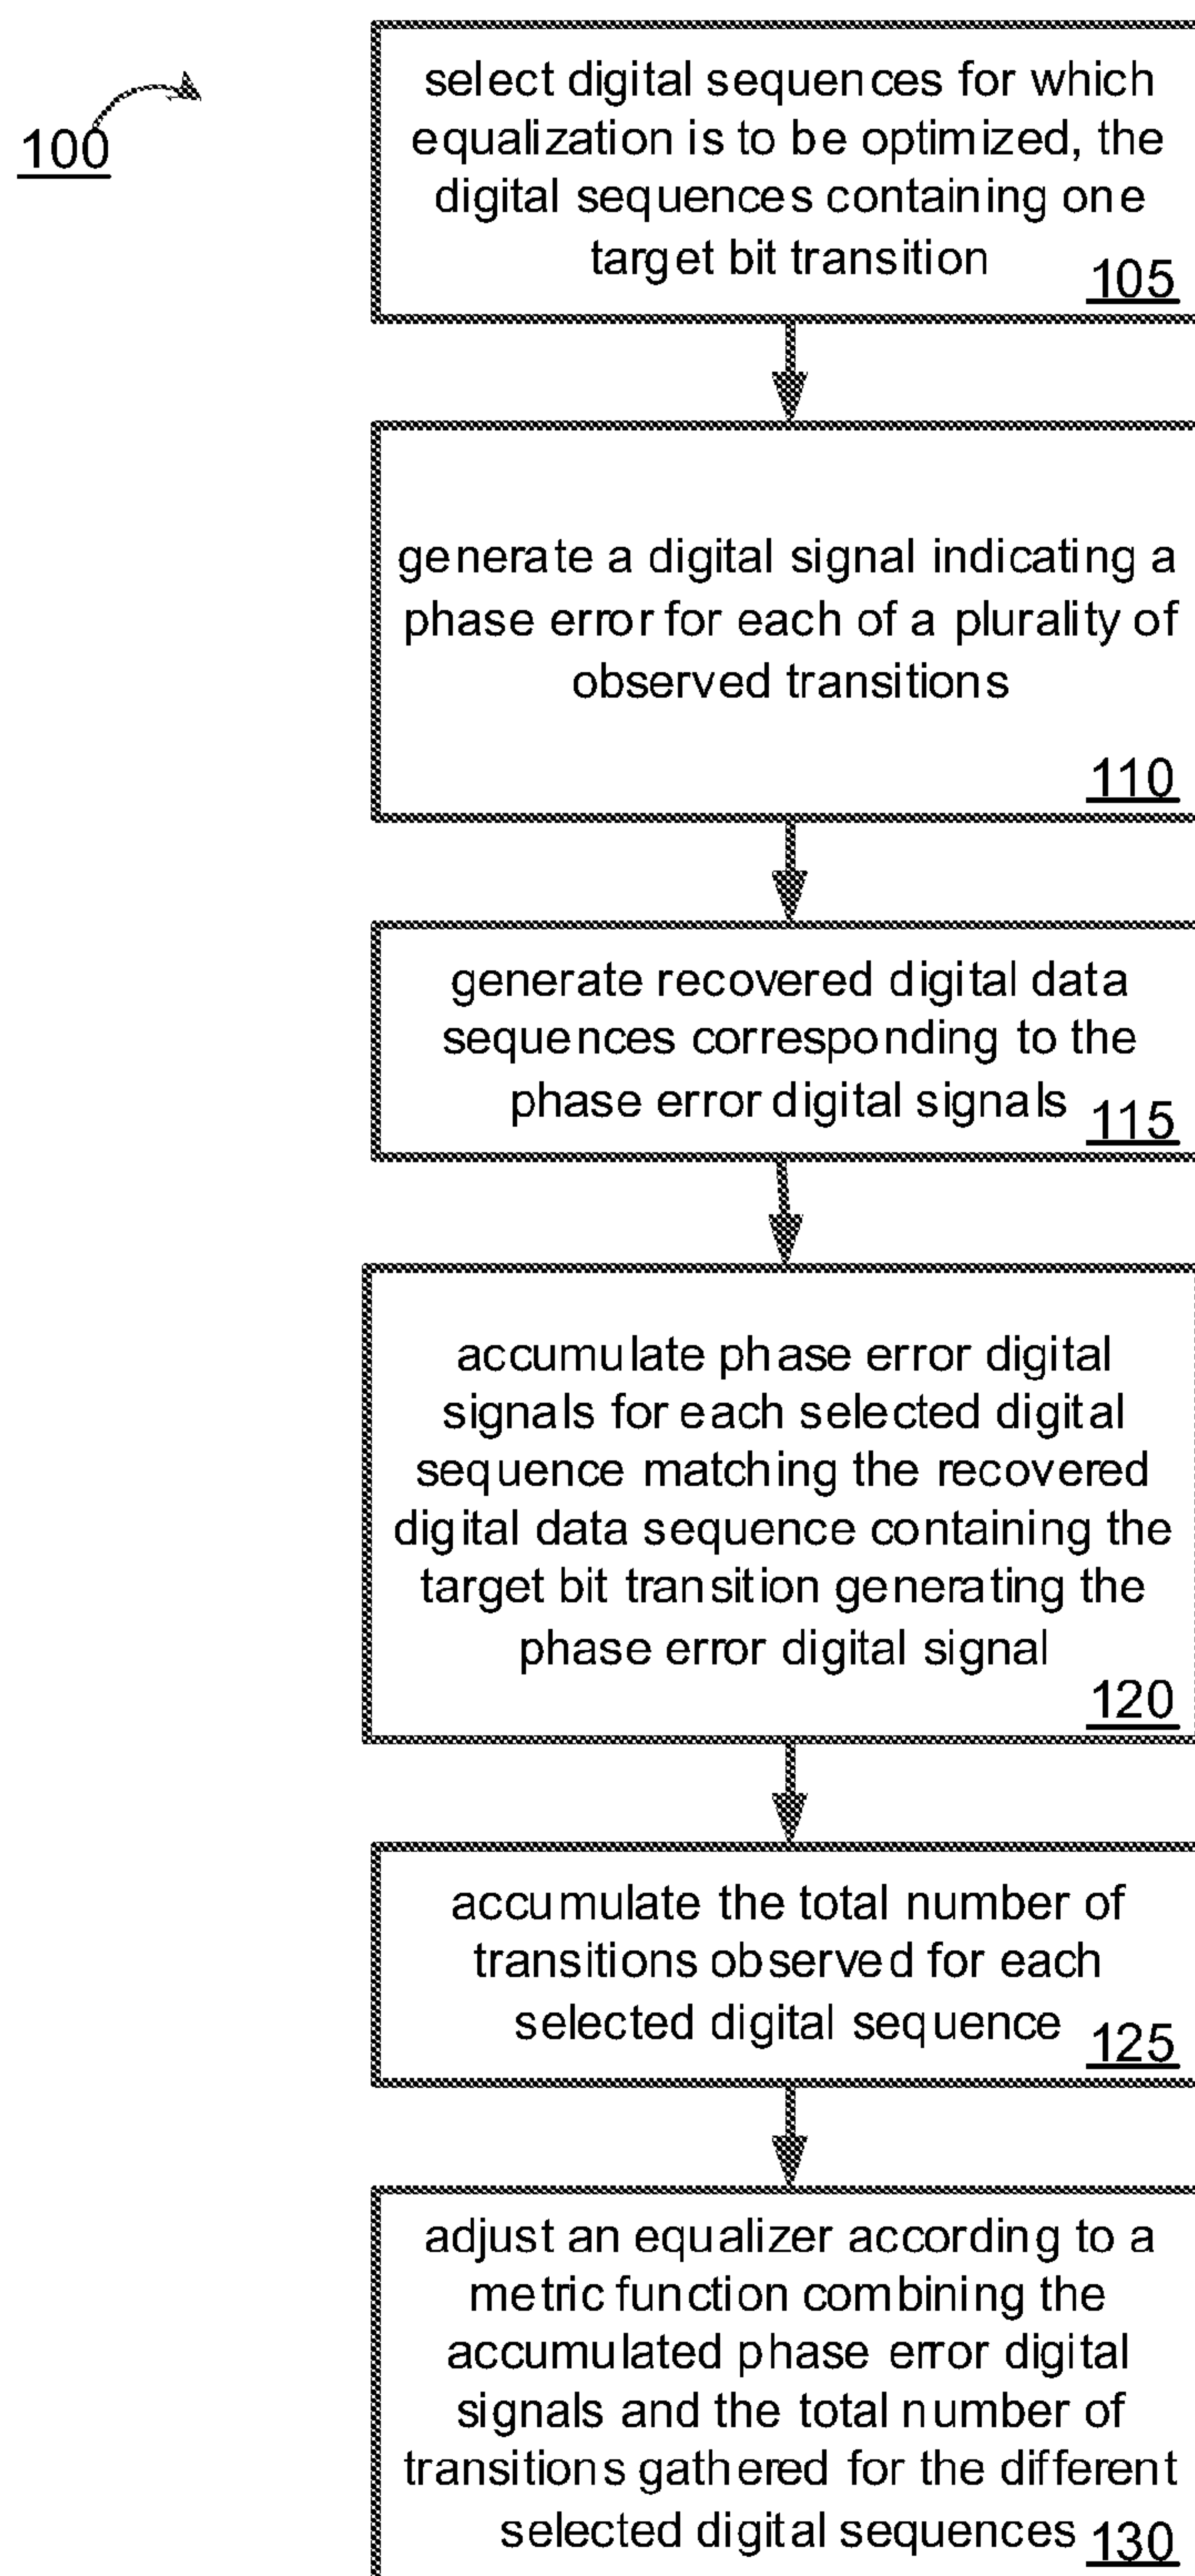 100
select digital sequences for which
equalization is to be optimized, the
digital sequences containing one
target bit transition
105
generate a digital signal indicating a
phase error for each of a plurality of
observed transitions
110
generate recovered digital data
sequences corresponding to the
phase error digital signals
115
accumulate phase error digital
signals for each selected digital
sequence matching the recovered
digital data sequence containing the
target bit transition generating the
phase error digital signal
120
accumulate the total number of
transitions observed for each
selected digital sequence
125
adjust an equalizer according to a
metric function combining the
accumulated phase error digital
signals and the total number of
transitions gathered for the different
selected digital sequences
130